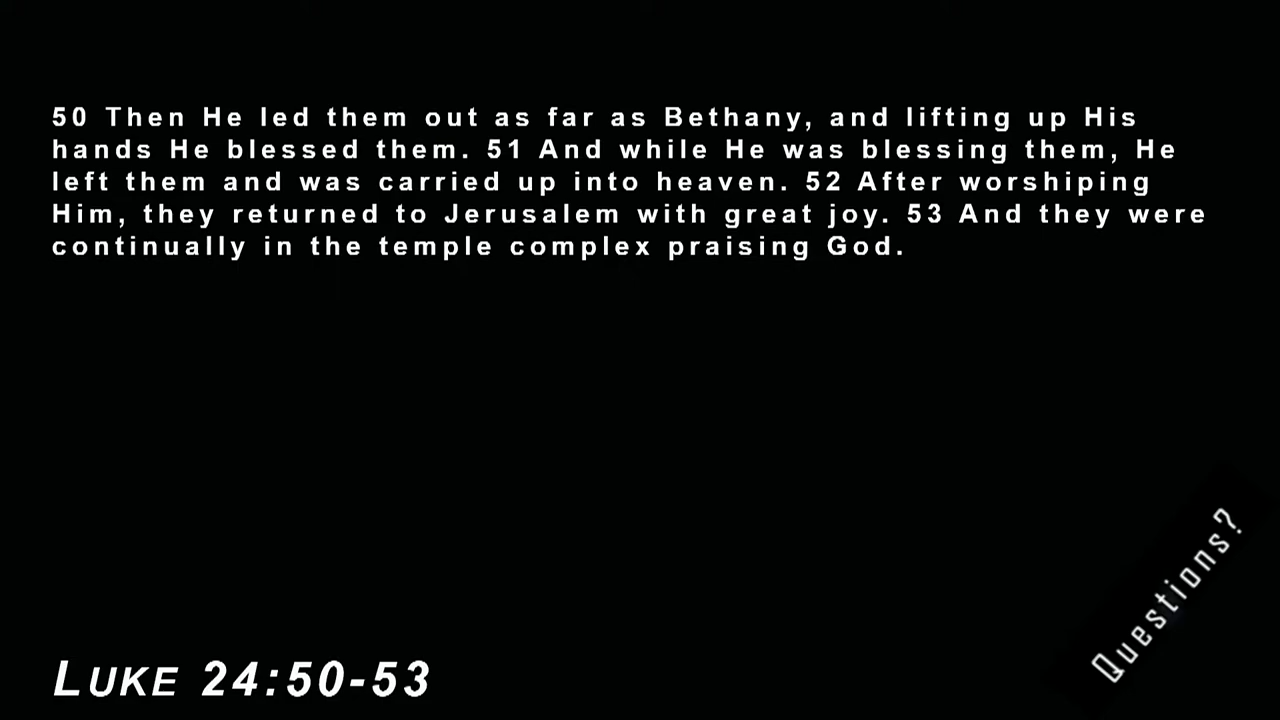 50 Then He led them out as far as Bethany, and lifting up His
hands He blessed them. 51 And while He was blessing them, He
left them and was carried up into heaven. 52 After worshiping
Him, they returned to Jerusalem with great joy. 53 And they were
continually in the temple complex praising God.
Questions?
LUKE 24:50-53